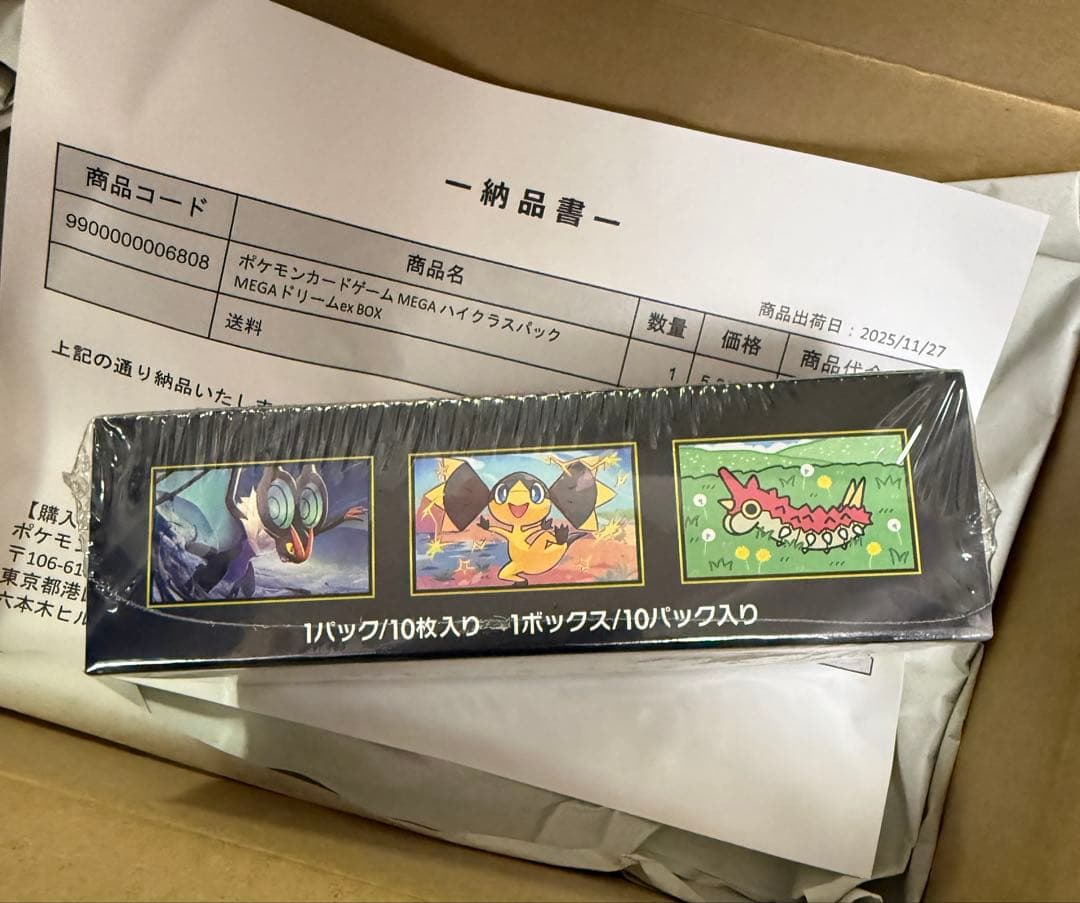 ー納品書ー
商品出荷日：2025/11/27
商品コード
商品名
数量
価格
商品代
9900000006808
ポケモンカードゲーム MEGA ハイクラスパック
MEGAドリームex BOX
1
送料
上記の通り納品いたしま
【購入
ポケモ
〒106-61
東京都港
六本木ヒル
1パック/10枚入り 1ボックス/10パック入り